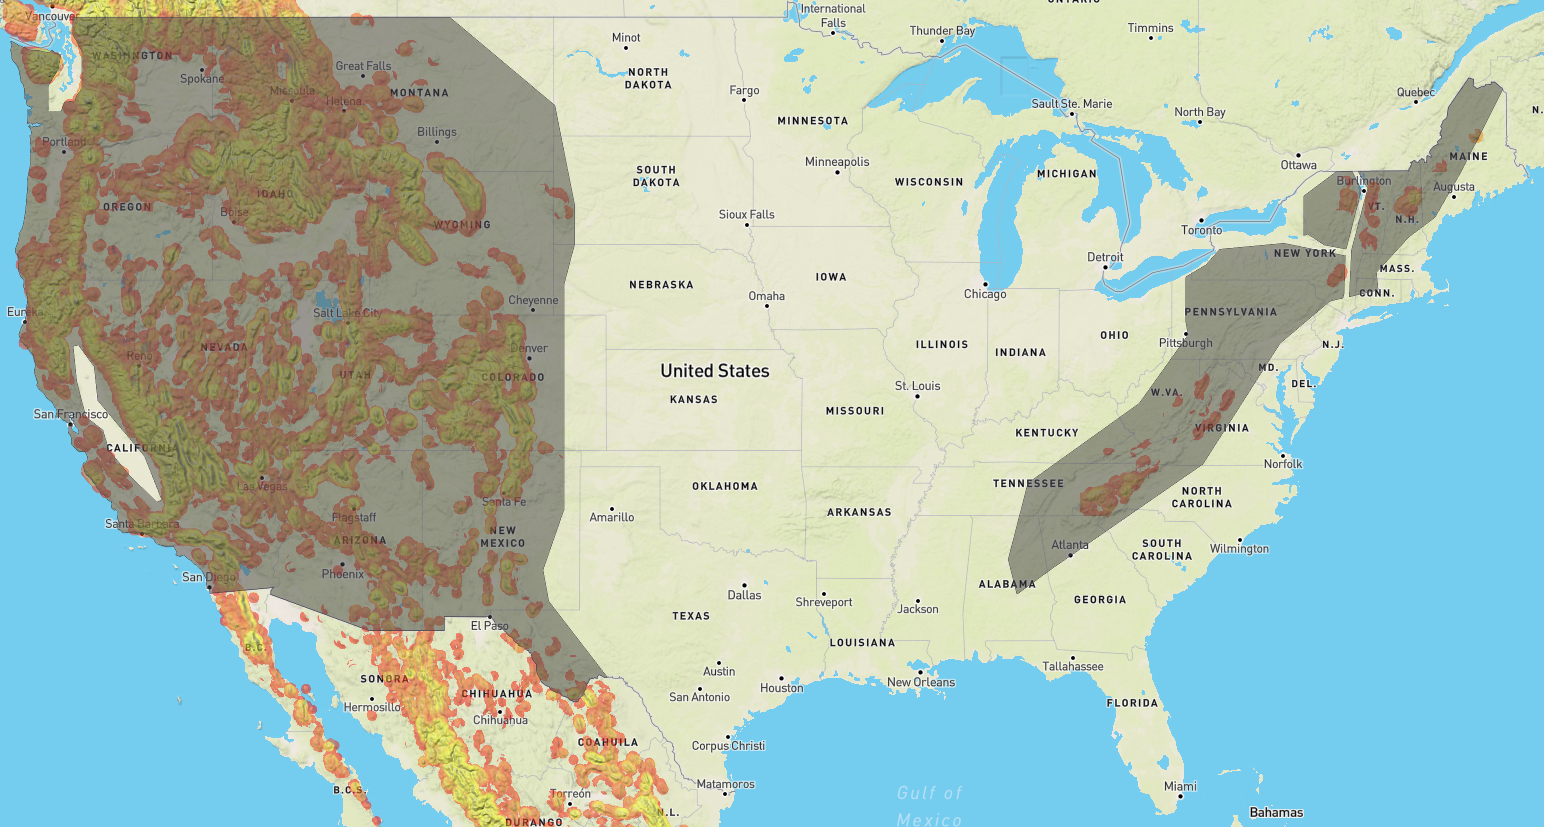 ONTARIO
International
Falls
Vancouver
Timmins
Thunder Bay
Minot
WASHINGTON
Great Falls
NORTH
DAKOTA
Spokane
Missoula
MONTANA
Fargo
Quebec
Helena
Sault Ste. Marie
North Bay
N.
MINNESOTA
Billings
Portland
Minneapolis
MAINE
Ottawa
SOUTH
DAKOTA
WISCONSIN
MICHIGAN
Burlington
Augusta
IDAHO
OREGON
Boise
VT.
Sioux Falls
N.H.
WYOMING
Toronto
NEW YORK
Detroit
MASS.
IOWA
NEBRASKA
Omaha
Chicago
CONN.
Cheyenne
Eureka
Salt Lake City
PENNSYLVANIA
OHIO
Pittsburgh
N.J.
NEVADA
Denver
ILLINOIS
INDIANA
Reno
MD.
United States
UTAH
COLORADO
DEL.
St. Louis
KANSAS
W.VA.
MISSOURI
San Francisco
VIRGINIA
KENTUCKY
CALIFORNIA
Norfolk
Las Vegas
OKLAHOMA
TENNESSEE
NORTH
CAROLINA
Santa Fe
ARKANSAS
Flagstaff
Amarillo
Santa Barbara
NEW
MEXICO
ARIZONA
Atlanta
SOUTH
CAROLINA
Wilmington
Phoenix
San Diego
ALABAMA
Dallas
Shreveport
Jackson
GEORGIA
El Paso
TEXAS
LOUISIANA
B.C.
Tallahassee
Austin
SONORA
New Orleans
Houston
CHIHUAHUA
San Antonio
Hermosillo
FLORIDA
Chihuahua
COAHUILA
Corpus Christi
Matamoros
Miami
B.C.S.
Torreón
Gulf of
Mexico
N.L.
Bahamas
DURANGO